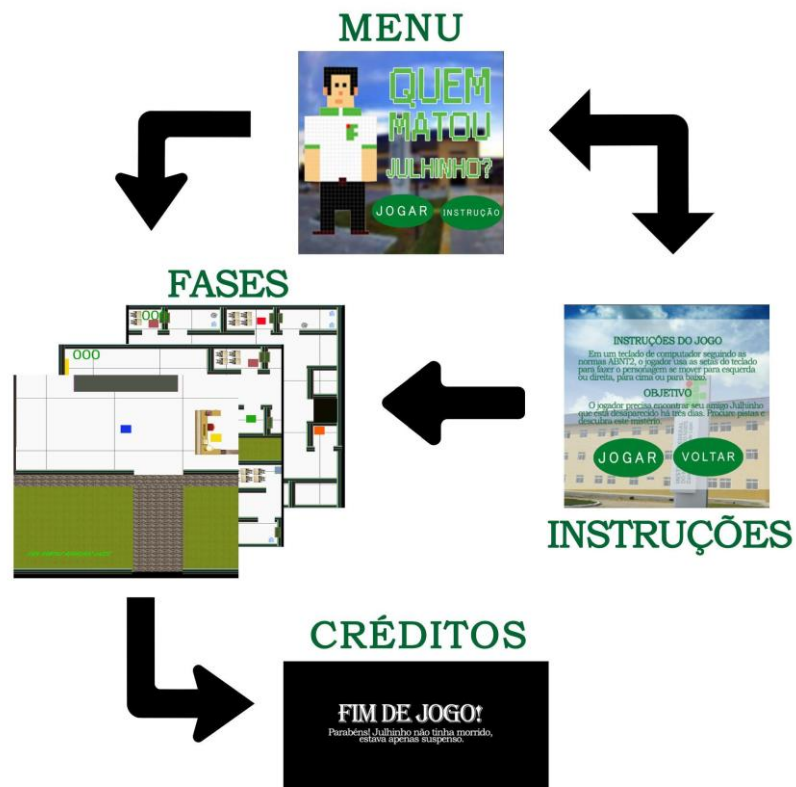 MENU
QUEM
MATOU
JULHINHO?
JOGAR
INSTRUÇÃO
FASES
000
000
INSTRUÇÕES DO JOGO
Em um teclado de computador seguindo as
normas ABNT2, o jogador usa as setas do teclado
para fazer o personagem se mover para esquerda
ou direita, para cima ou para baixo.
OBJETIVO
O jogador precisa encontrar seu amigo Julhinho
que está desaparecido há três dias. Procure pistas e
descubra este mistério.
JOGAR
VOLTAR
INSTRUÇÕES
CRÉDITOS
FIM DE JOGO!
Parabéns! Julhinho não tinha morrido,
estava apenas suspenso.